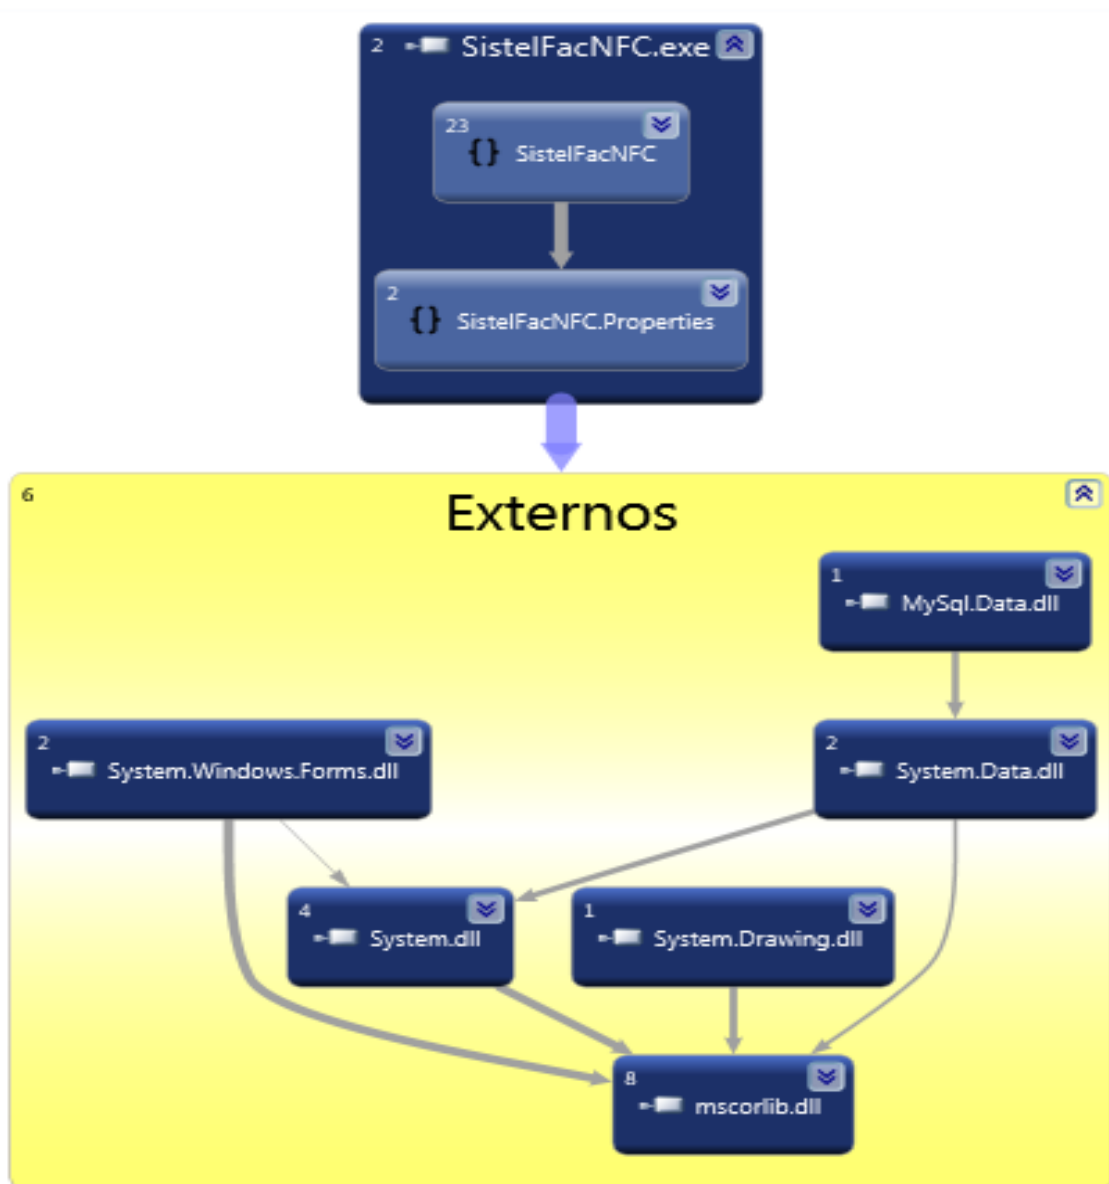 2 SistelFacNFC.exe
23
{} SistelFacNFC
2
{} SistelFacNFC.Properties
6
Externos
1
MySql.Data.dll
2
System.Windows.Forms.dll
2
System.Data.dll
4
System.dll
1
System.Drawing.dll
8
mscorlib.dll